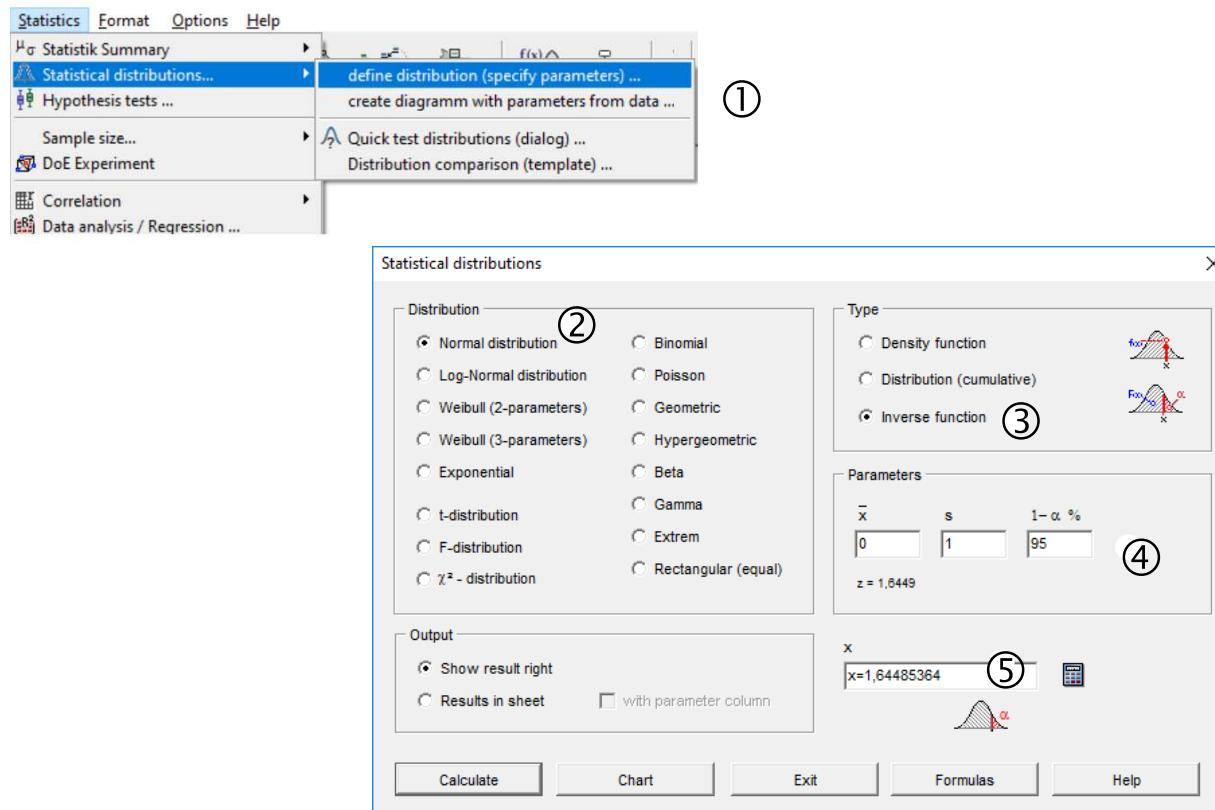 Statistics Format Options Help
μσ Statistik Summary
Statistical distributions...
Hypothesis tests ...
Sample size...
DoE Experiment
Correlation
Data analysis / Regression ...
f(x)
define distribution (specify parameters) ...
create diagramm with parameters from data ...
Quick test distributions (dialog) ...
Distribution comparison (template) ...
①
Statistical distributions
Distribution ②
Normal distribution
Log-Normal distribution
Weibull (2-parameters)
Weibull (3-parameters)
Exponential
t-distribution
F-distribution
χ² - distribution
Binomial
Poisson
Geometric
Hypergeometric
Beta
Gamma
Extrem
Rectangular (equal)
Type
Density function
Distribution (cumulative)
Inverse function ③
f(x)
x
F(x) α
x
Parameters
x̄ s 1- α %
0 1 95 ④
z = 1,6449
Output
Show result right
Results in sheet with parameter column
x
x=1,64485364 ⑤
α
Calculate Chart Exit Formulas Help